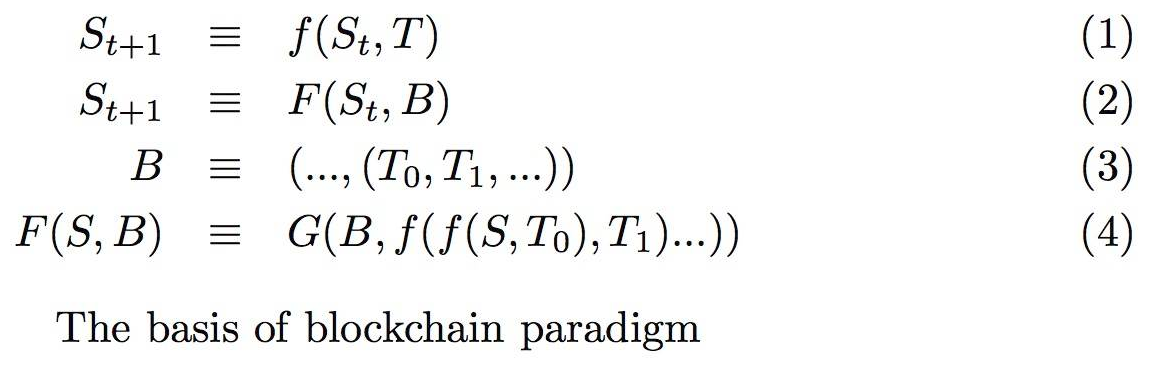 S_{t+1} ≡ f(S_t, T) (1)
S_{t+1} ≡ F(S_t, B) (2)
B ≡ (..., (T_0, T_1, ...)) (3)
F(S, B) ≡ G(B, f(f(S, T_0), T_1)...)) (4)
The basis of blockchain paradigm